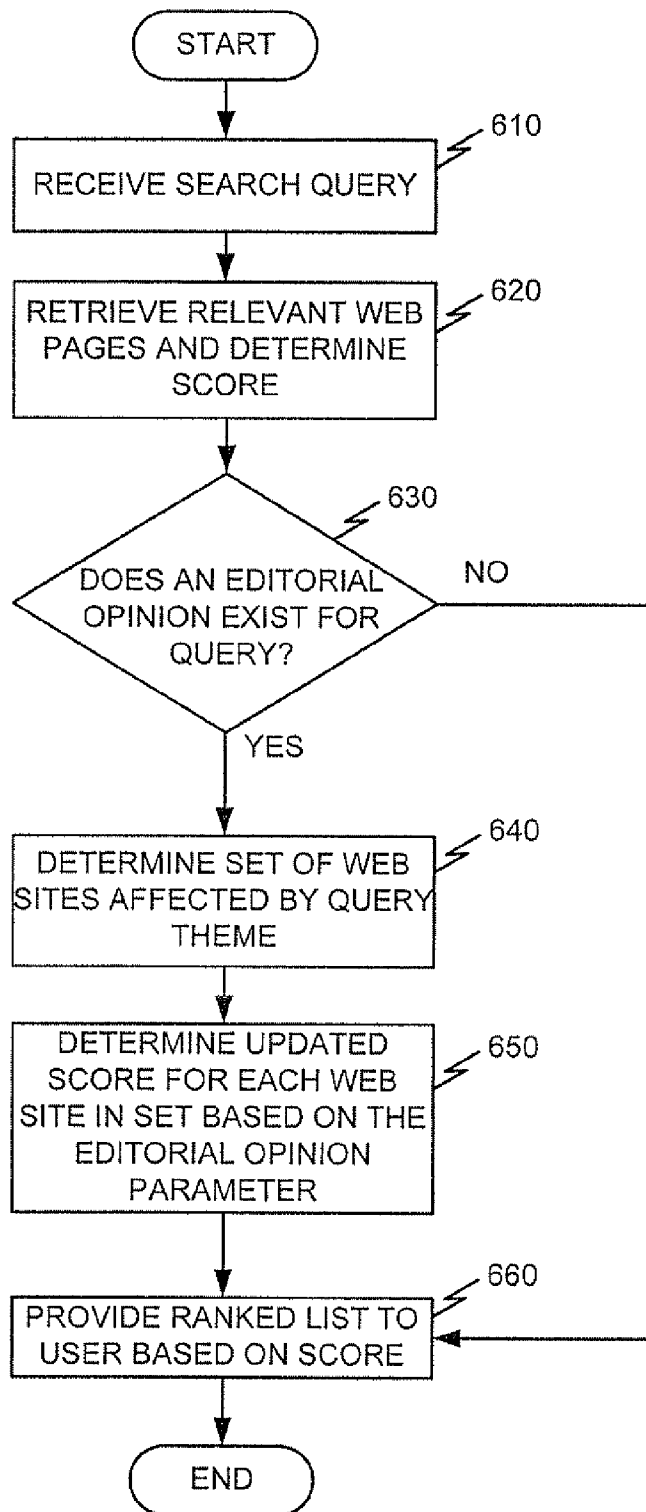 START
610
RECEIVE SEARCH QUERY
620
RETRIEVE RELEVANT WEB
PAGES AND DETERMINE
SCORE
630
DOES AN EDITORIAL
OPINION EXIST FOR
QUERY?
NO
YES
640
DETERMINE SET OF WEB
SITES AFFECTED BY QUERY
THEME
650
DETERMINE UPDATED
SCORE FOR EACH WEB
SITE IN SET BASED ON THE
EDITORIAL OPINION
PARAMETER
660
PROVIDE RANKED LIST TO
USER BASED ON SCORE
END